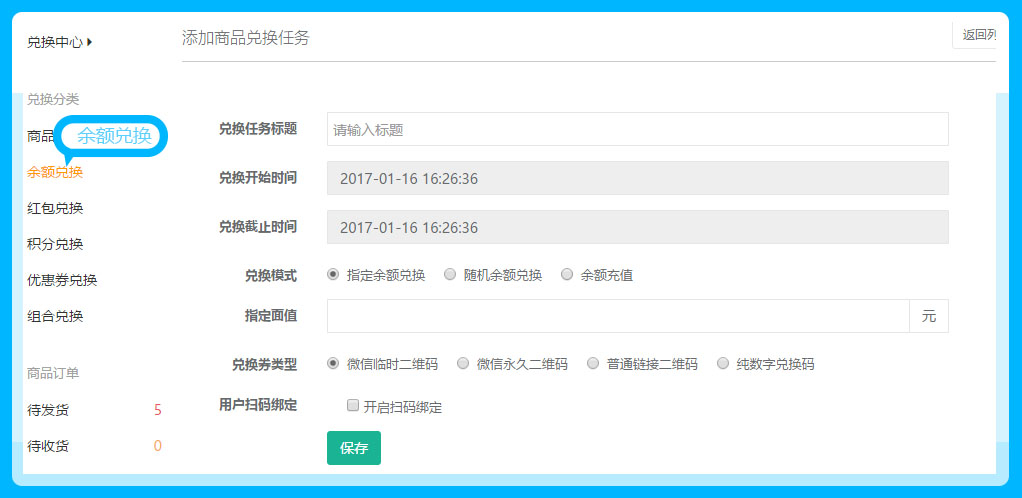 兑换中心
添加商品兑换任务
返回列
兑换分类
商品
余额兑换
余额兑换
红包兑换
积分兑换
优惠券兑换
组合兑换
商品订单
待发货 5
待收货 0
兑换任务标题 请输入标题
兑换开始时间 2017-01-16 16:26:36
兑换截止时间 2017-01-16 16:26:36
兑换模式 指定余额兑换 随机余额兑换 余额充值
指定面值 元
兑换券类型 微信临时二维码 微信永久二维码 普通链接二维码 纯数字兑换码
用户扫码绑定 开启扫码绑定
保存